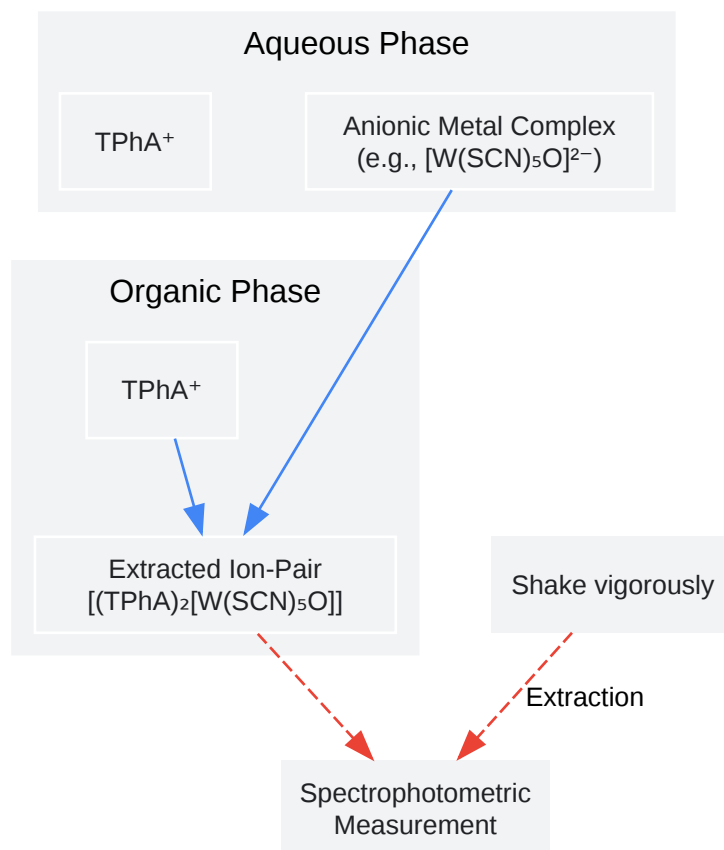 Aqueous Phase
TPhA⁺
Anionic Metal Complex
(e.g., [W(SCN)₅O]²⁻)
Organic Phase
TPhA⁺
Extracted Ion-Pair
[(TPhA)₂[W(SCN)₅O]]
Shake vigorously
Extraction
Spectrophotometric
Measurement